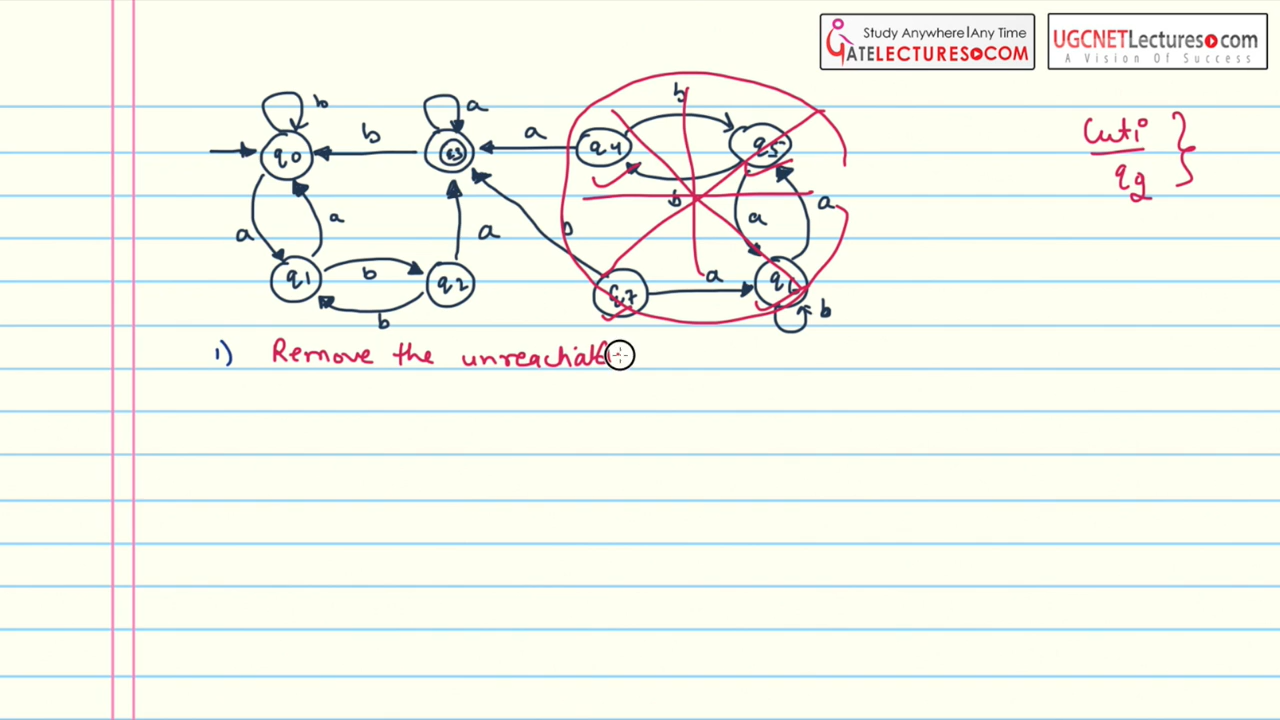 Study Anywhere|Any Time
GATELECTURES.COM
UGCNETLectures.com
A Vision Of Success
b
a
b
b
a
q0
q3
q4
q5
b
a
a
a
b
a
a
a
q1
b
q2
b
q7
a
q6
b
1) Remove the unreachab